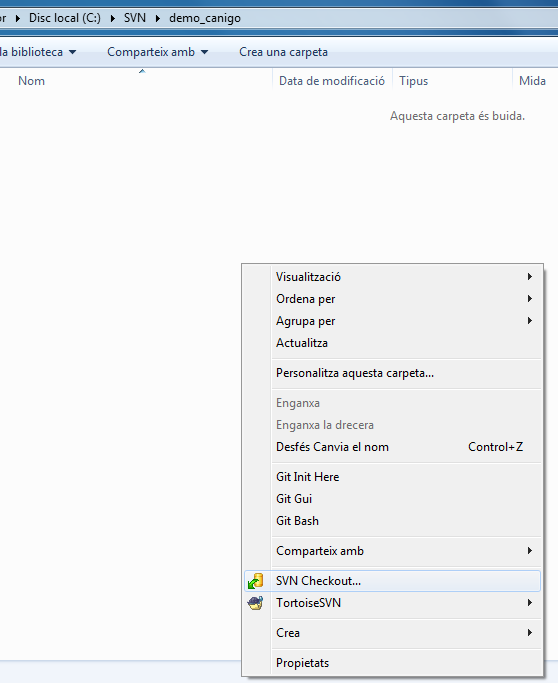 or ▸ Disc local (C:) ▸ SVN ▸ demo_canigo
la biblioteca Comparteix amb Crea una carpeta
Nom Data de modificació Tipus Mida
Aquesta carpeta és buida.
Visualització
Ordena per
Agrupa per
Actualitza
Personalitza aquesta carpeta...
Enganxa
Enganxa la drecera
Desfés Canvia el nom Control+Z
Git Init Here
Git Gui
Git Bash
Comparteix amb
SVN Checkout...
TortoiseSVN
Crea
Propietats